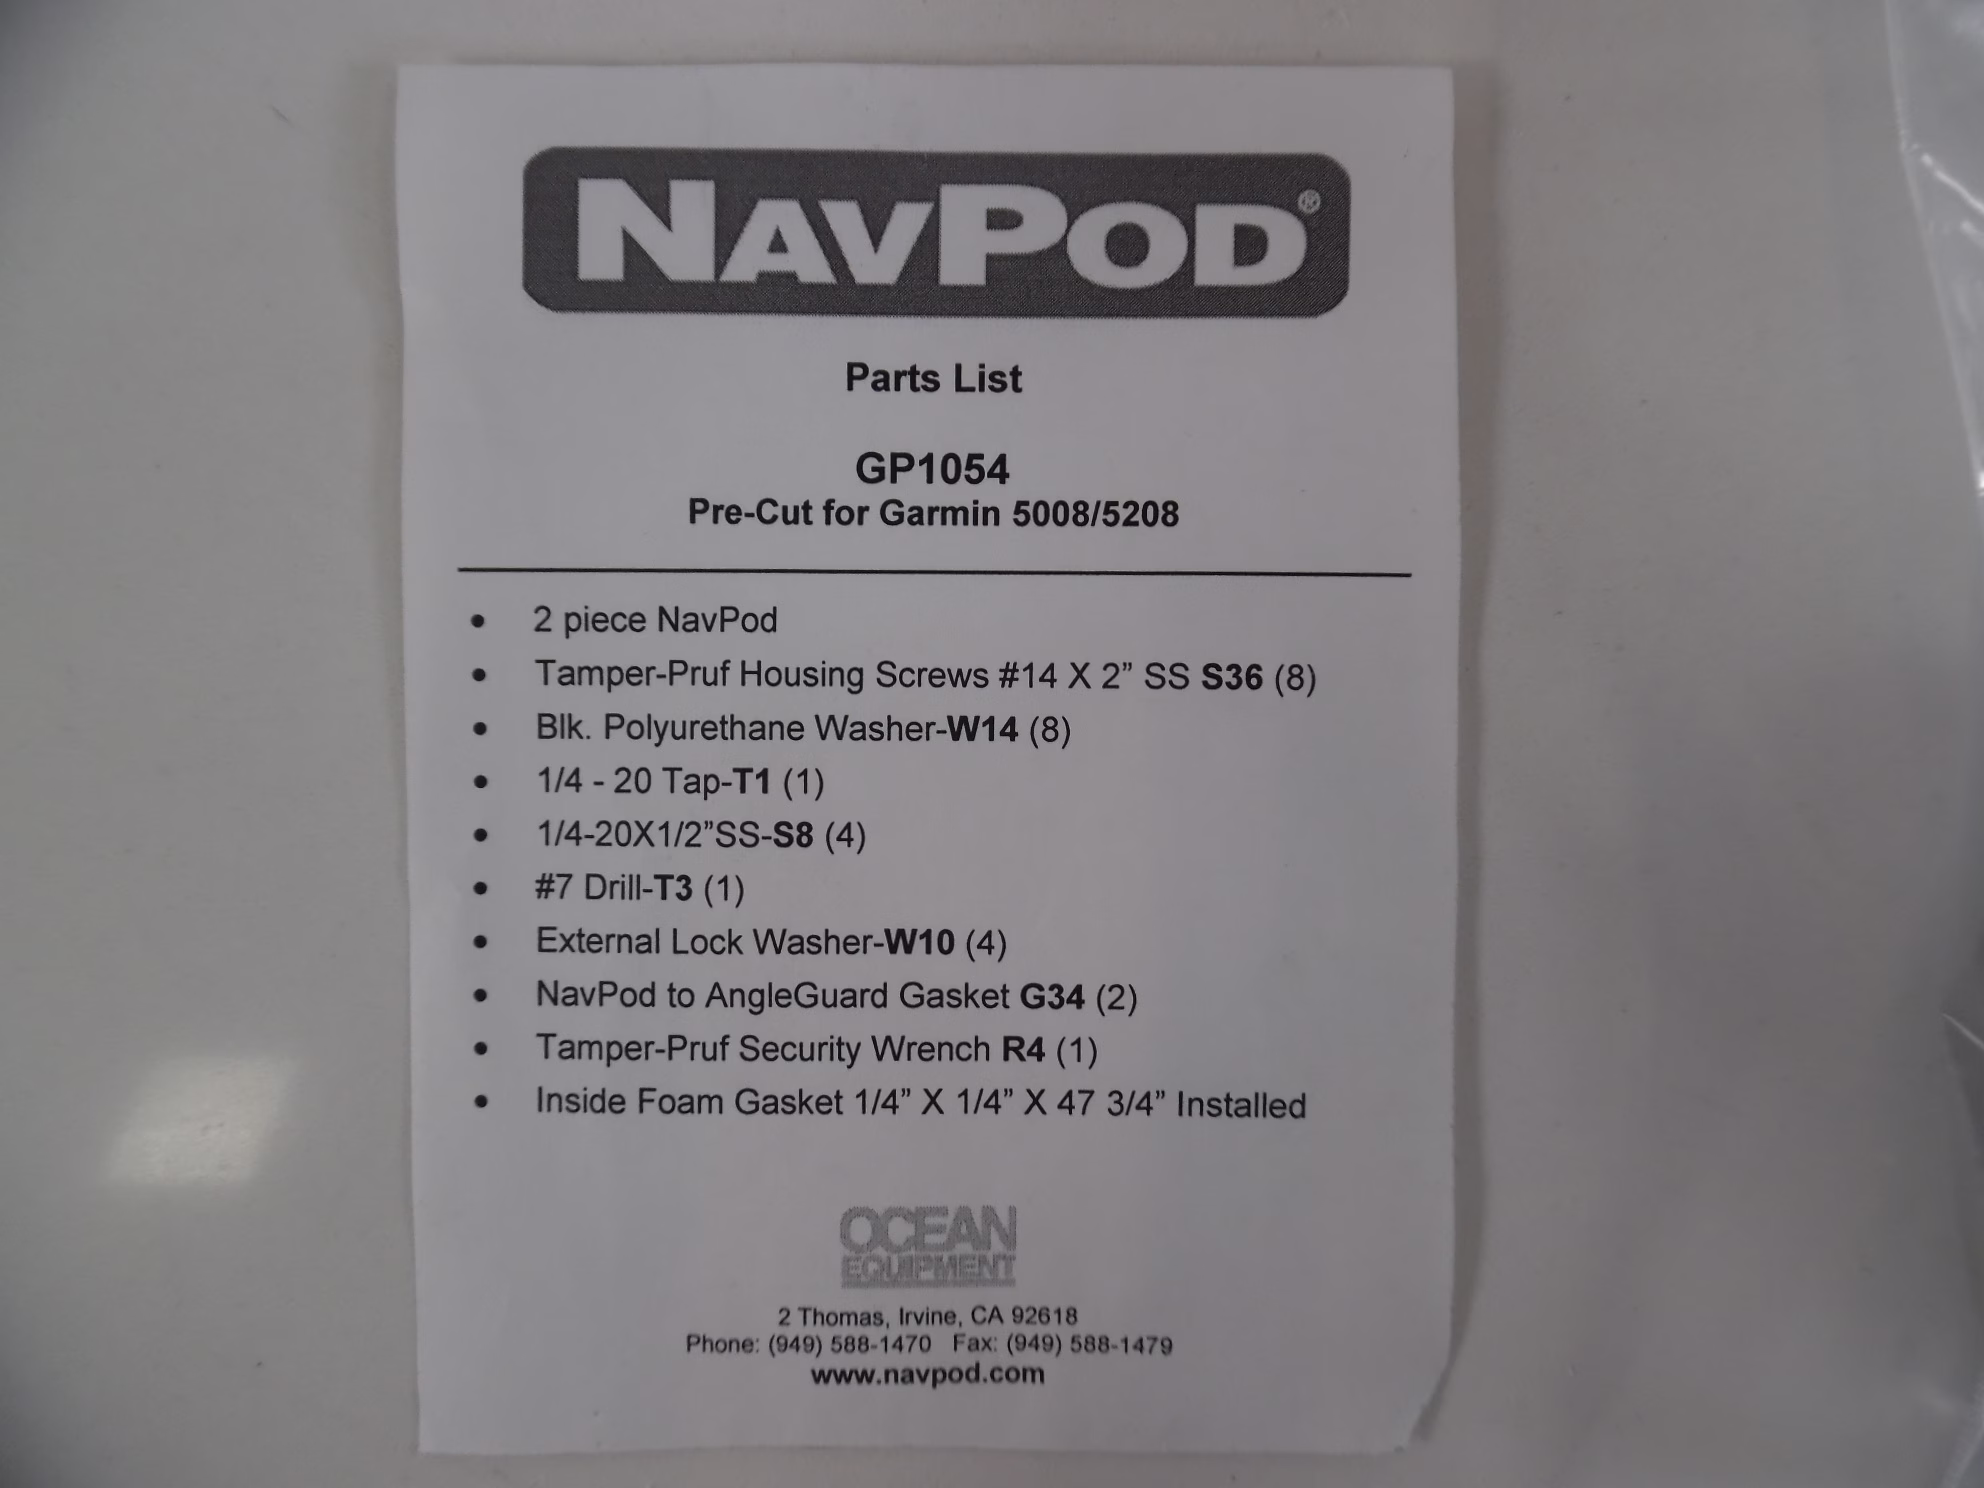 NAVPOD®
Parts List
GP1054
Pre-Cut for Garmin 5008/5208
• 2 piece NavPod
• Tamper-Pruf Housing Screws #14 X 2” SS S36 (8)
• Blk. Polyurethane Washer-W14 (8)
• 1/4 - 20 Tap-T1 (1)
• 1/4-20X1/2”SS-S8 (4)
• #7 Drill-T3 (1)
• External Lock Washer-W10 (4)
• NavPod to AngleGuard Gasket G34 (2)
• Tamper-Pruf Security Wrench R4 (1)
• Inside Foam Gasket 1/4” X 1/4” X 47 3/4” Installed
OCEAN
EQUIPMENT
2 Thomas, Irvine, CA 92618
Phone: (949) 588-1470 Fax: (949) 588-1479
www.navpod.com